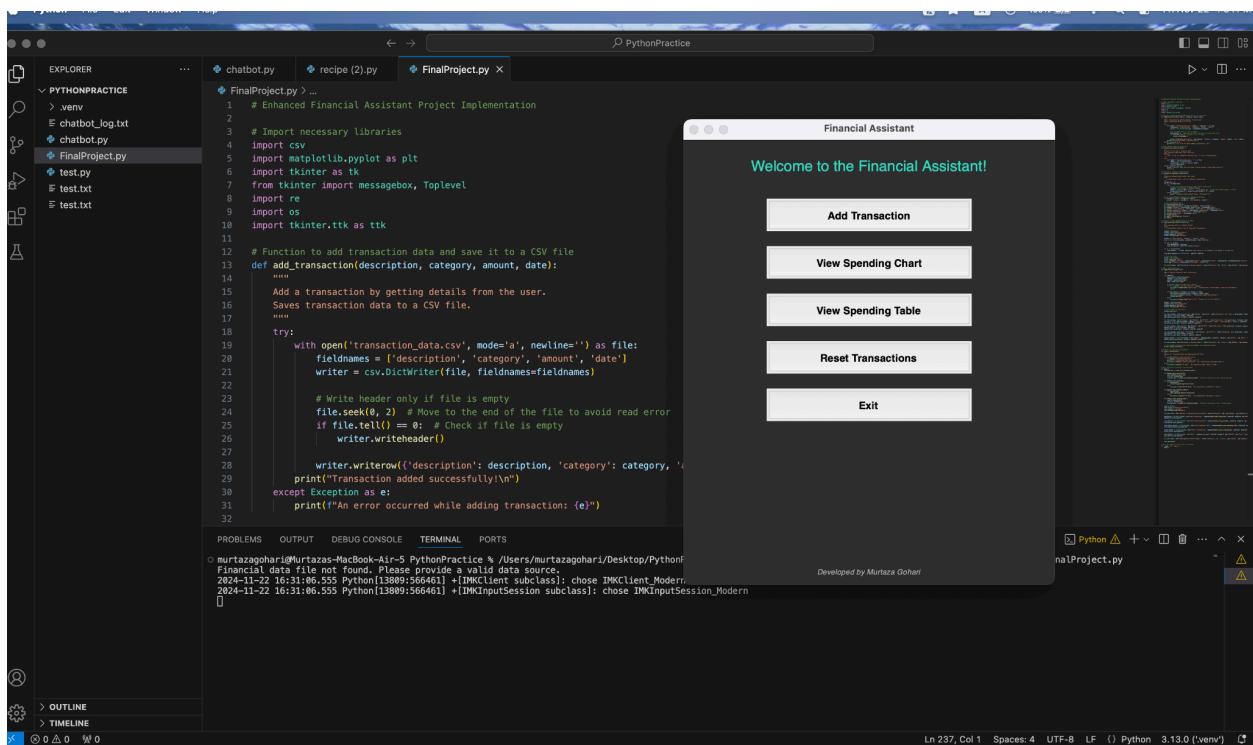 PythonPractice
EXPLORER
PYTHONPRACTICE
.venv
chatbot_log.txt
chatbot.py
FinalProject.py
test.py
test.txt
test.txt
OUTLINE
TIMELINE
chatbot.py recipe (2).py FinalProject.py
FinalProject.py > ...
1 # Enhanced Financial Assistant Project Implementation
2
3 # Import necessary libraries
4 import csv
5 import matplotlib.pyplot as plt
6 import tkinter as tk
7 from tkinter import messagebox, Toplevel
8 import re
9 import os
10 import tkinter.ttk as ttk
11
12 # Function to add transaction data and save it to a CSV file
13 def add_transaction(description, category, amount, date):
14 """
15 Add a transaction by getting details from the user.
16 Saves transaction data to a CSV file.
17 """
18 try:
19 with open('transaction_data.csv', mode='a', newline='') as file:
20 fieldnames = ['description', 'category', 'amount', 'date']
21 writer = csv.DictWriter(file, fieldnames=fieldnames)
22
23 # Write header only if file is empty
24 file.seek(0, 2) # Move to the end of the file to avoid read error
25 if file.tell() == 0: # Check if file is empty
26 writer.writeheader()
27
28 writer.writerow({'description': description, 'category': category,
29 print("Transaction added successfully!\n")
30 except Exception as e:
31 print(f"An error occurred while adding transaction: {e}")
32
Financial Assistant
Welcome to the Financial Assistant!
Add Transaction
View Spending Chart
View Spending Table
Reset Transactions
Exit
Developed by Murtaza Gohari
PROBLEMS OUTPUT DEBUG CONSOLE TERMINAL PORTS
Python
murtazagohari@Murtazas-MacBook-Air-5 PythonPractice % /Users/murtazagohari/Desktop/PythonP nalProject.py
Financial data file not found. Please provide a valid data source.
2024-11-22 16:31:06.555 Python[13809:566461] +[IMKClient subclass]: chose IMKClient_Modern
2024-11-22 16:31:06.555 Python[13809:566461] +[IMKInputSession subclass]: chose IMKInputSession_Modern
0 0 0 Ln 237, Col 1 Spaces: 4 UTF-8 LF {} Python 3.13.0 ('.venv')